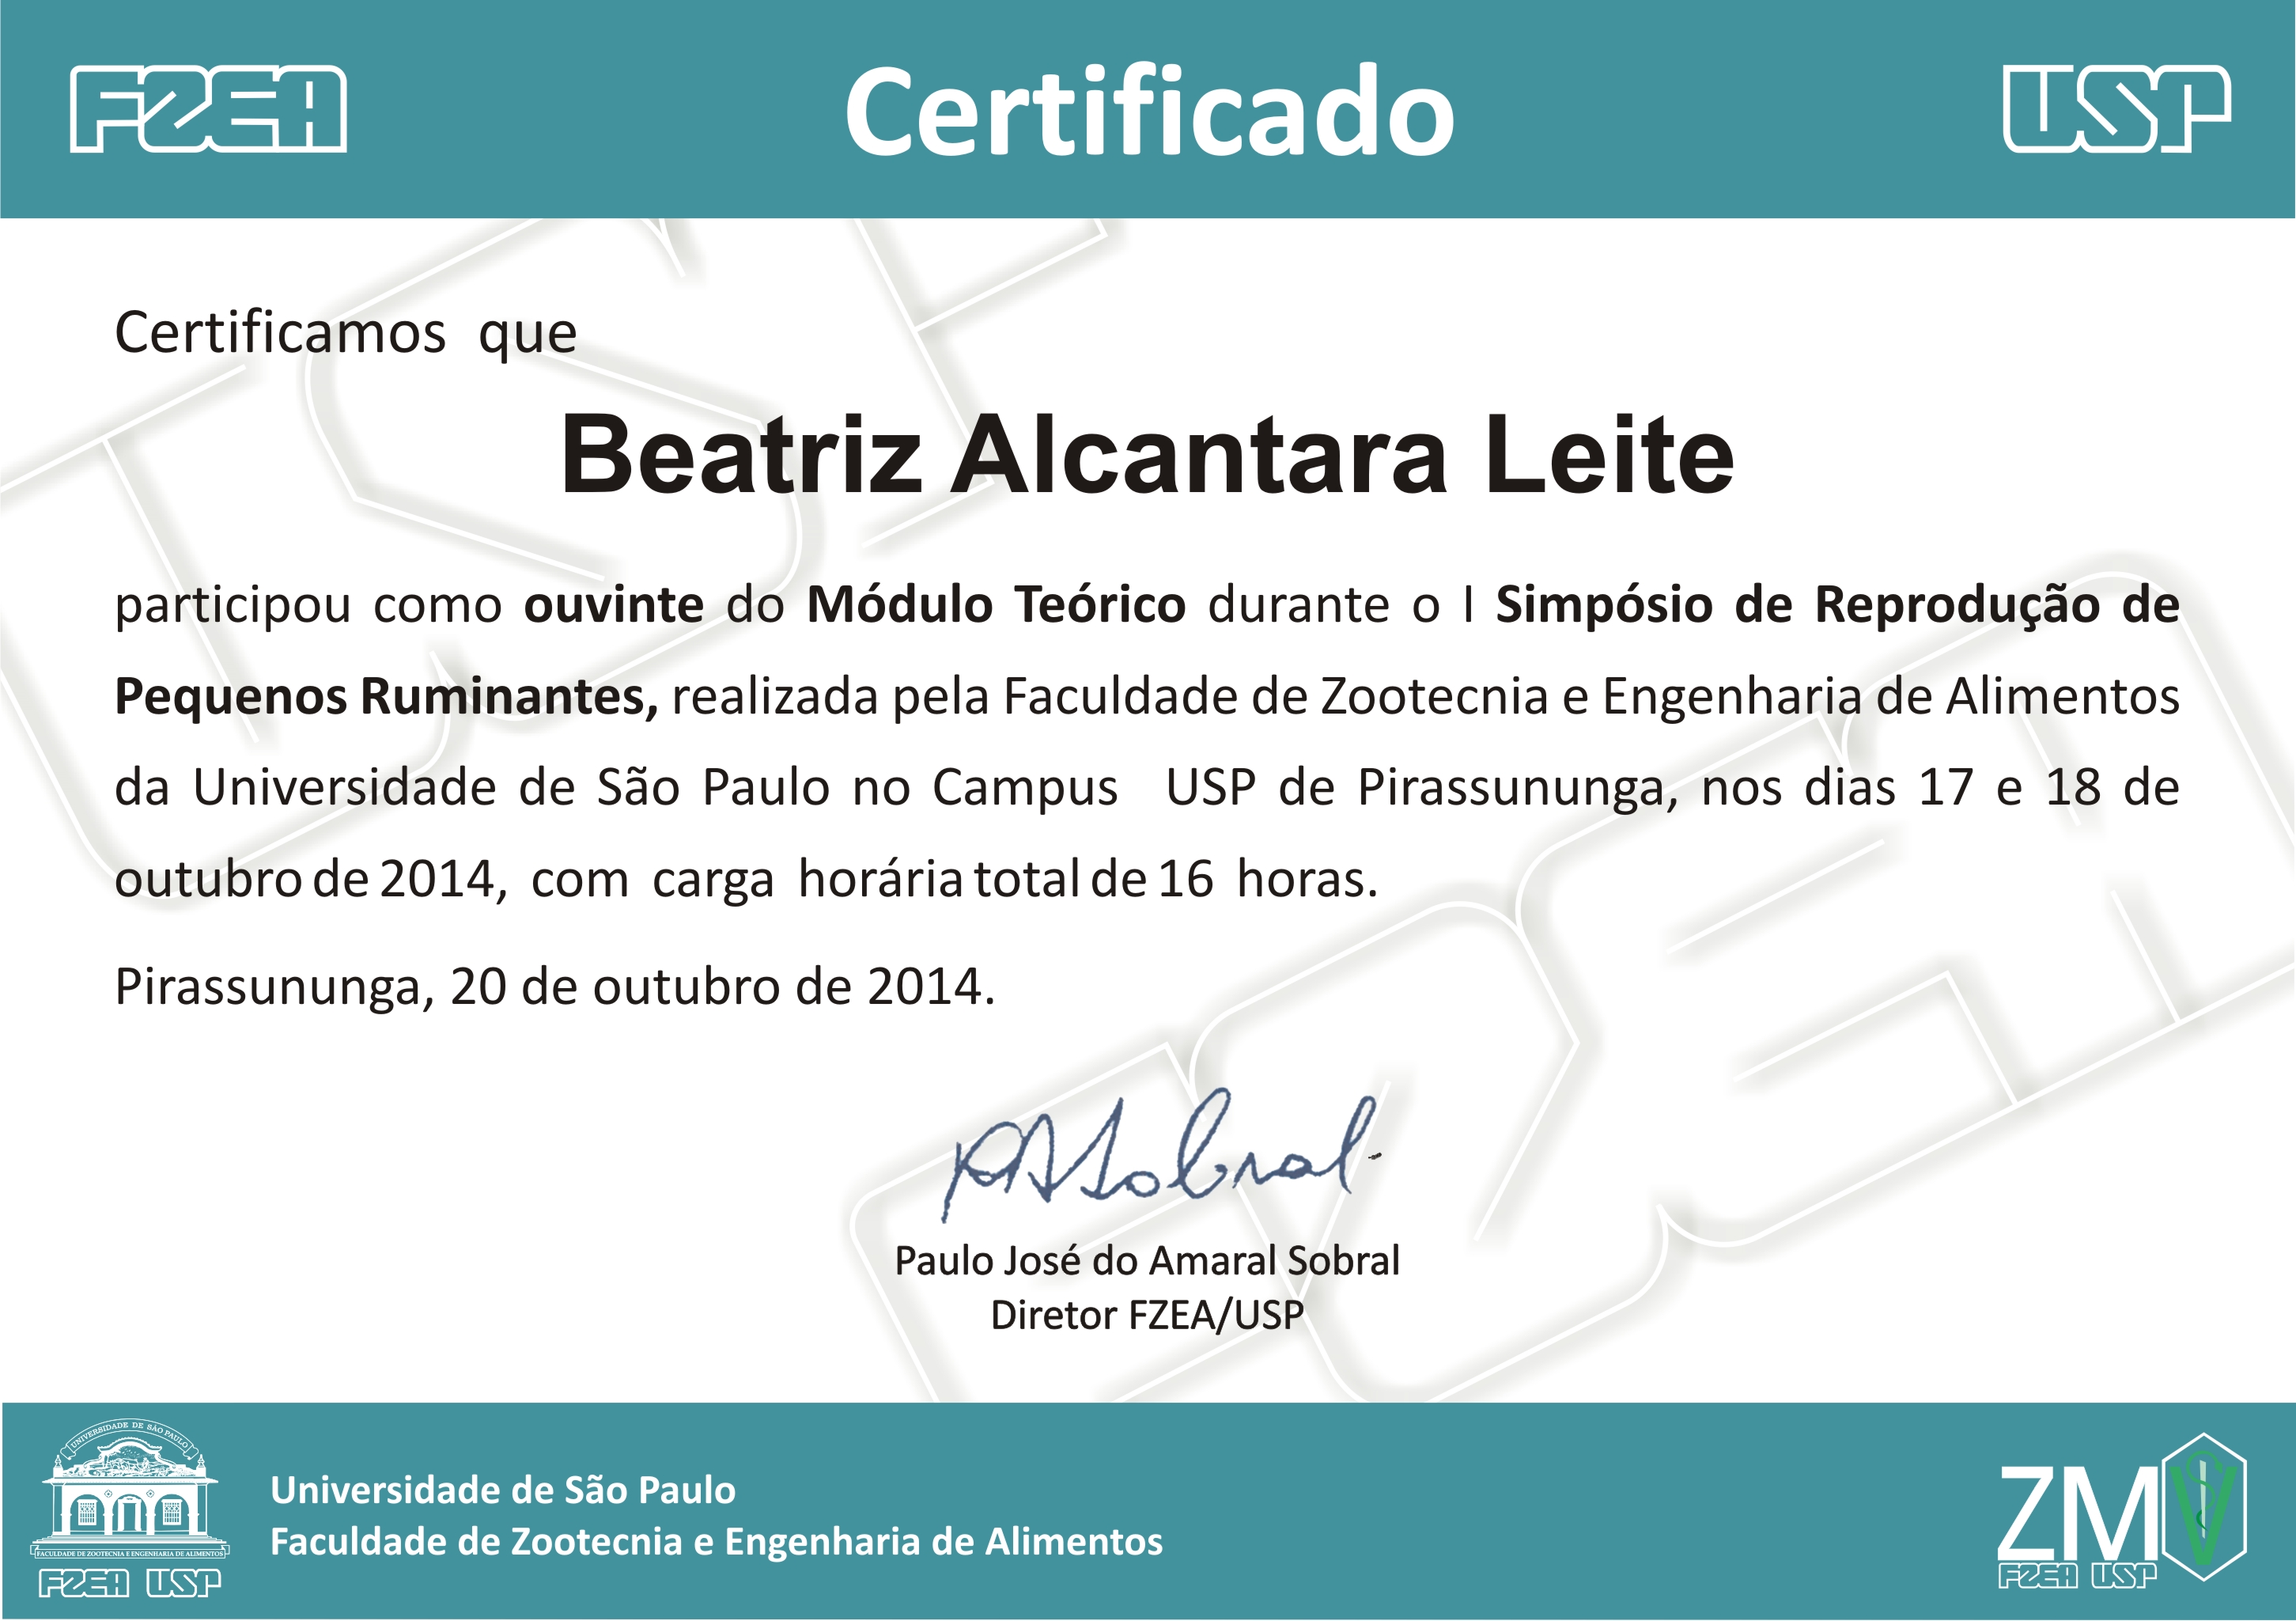 FZEA
Certificado
USP
Certificamos que
Beatriz Alcantara Leite
participou como ouvinte do Módulo Teórico durante o I Simpósio de Reprodução de
Pequenos Ruminantes, realizada pela Faculdade de Zootecnia e Engenharia de Alimentos
da Universidade de São Paulo no Campus USP de Pirassununga, nos dias 17 e 18 de
outubro de 2014, com carga horária total de 16 horas.
Pirassununga, 20 de outubro de 2014.
PASobral
Paulo José do Amaral Sobral
Diretor FZEA/USP
UNIVERSIDADE DE SÃO PAULO
FACULDADE DE ZOOTECNIA E ENGENHARIA DE ALIMENTOS
FZEA USP
Universidade de São Paulo
Faculdade de Zootecnia e Engenharia de Alimentos
ZMV
FZEA USP